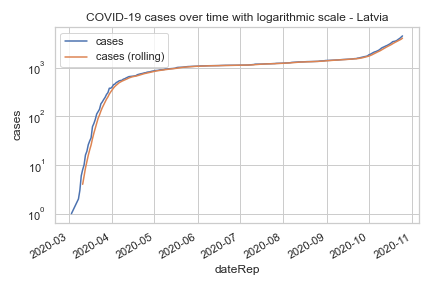 COVID-19 cases over time with logarithmic scale - Latvia
cases
cases (rolling)
10³
10²
10¹
10⁰
cases
2020-03
2020-04
2020-05
2020-06
2020-07
2020-08
2020-09
2020-10
2020-11
dateRep